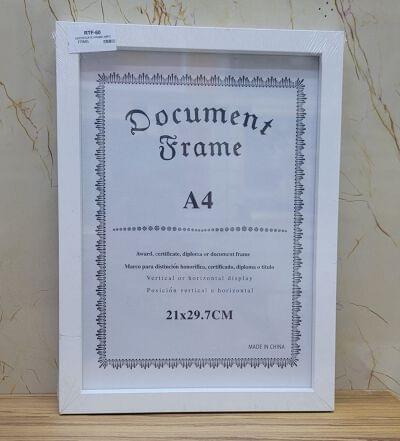 RTF-60
Document
Frame
A4
Award, certificate, diploma or document frame
Marco para distinción honorífica, certificado, diploma o título
Vertical or horizontal display
Posición vertical o horizontal
21x29.7CM
MADE IN CHINA